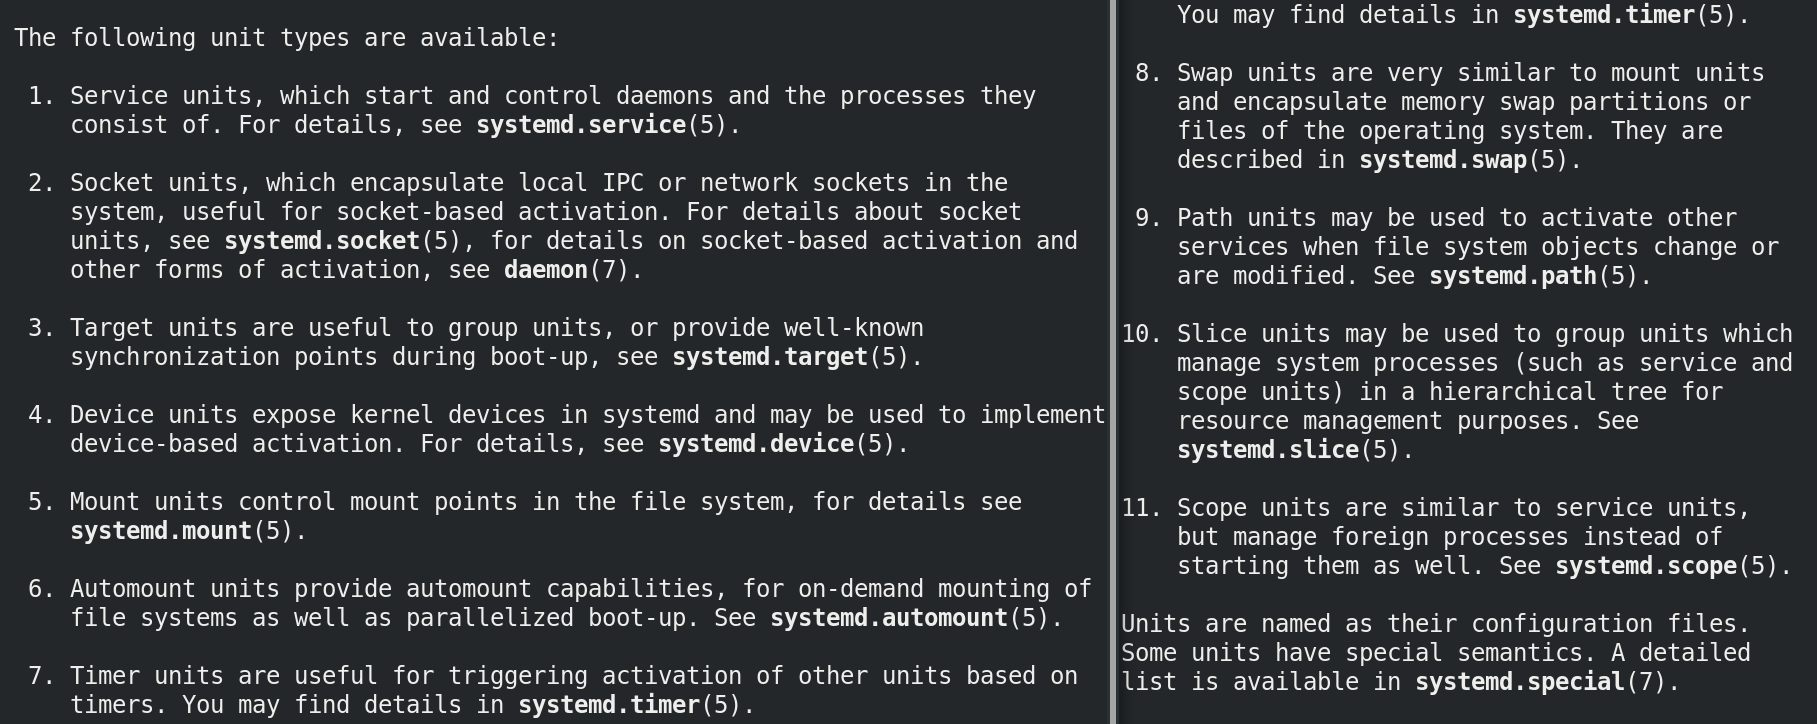 The following unit types are available:
1. Service units, which start and control daemons and the processes they
consist of. For details, see systemd.service(5).
2. Socket units, which encapsulate local IPC or network sockets in the
system, useful for socket-based activation. For details about socket
units, see systemd.socket(5), for details on socket-based activation and
other forms of activation, see daemon(7).
3. Target units are useful to group units, or provide well-known
synchronization points during boot-up, see systemd.target(5).
4. Device units expose kernel devices in systemd and may be used to implement
device-based activation. For details, see systemd.device(5).
5. Mount units control mount points in the file system, for details see
systemd.mount(5).
6. Automount units provide automount capabilities, for on-demand mounting of
file systems as well as parallelized boot-up. See systemd.automount(5).
7. Timer units are useful for triggering activation of other units based on
timers. You may find details in systemd.timer(5).
You may find details in systemd.timer(5).
8. Swap units are very similar to mount units
and encapsulate memory swap partitions or
files of the operating system. They are
described in systemd.swap(5).
9. Path units may be used to activate other
services when file system objects change or
are modified. See systemd.path(5).
10. Slice units may be used to group units which
manage system processes (such as service and
scope units) in a hierarchical tree for
resource management purposes. See
systemd.slice(5).
11. Scope units are similar to service units,
but manage foreign processes instead of
starting them as well. See systemd.scope(5).
Units are named as their configuration files.
Some units have special semantics. A detailed
list is available in systemd.special(7).